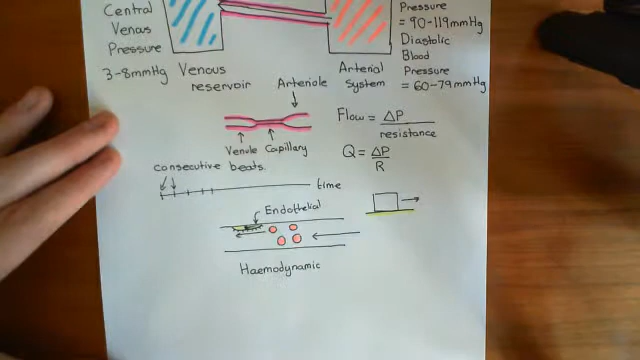 Central
Venous
Pressure
3-8mmHg
Venous
reservoir
Arterial
System
Pressure
= 90-119mmHg
Diastolic
Blood
Pressure
= 60-79mmHg
Arteriole
Venule Capillary
Flow = ΔP
resistance
Q = ΔP
R
consecutive beats
time
Endothelial
Haemodynamic